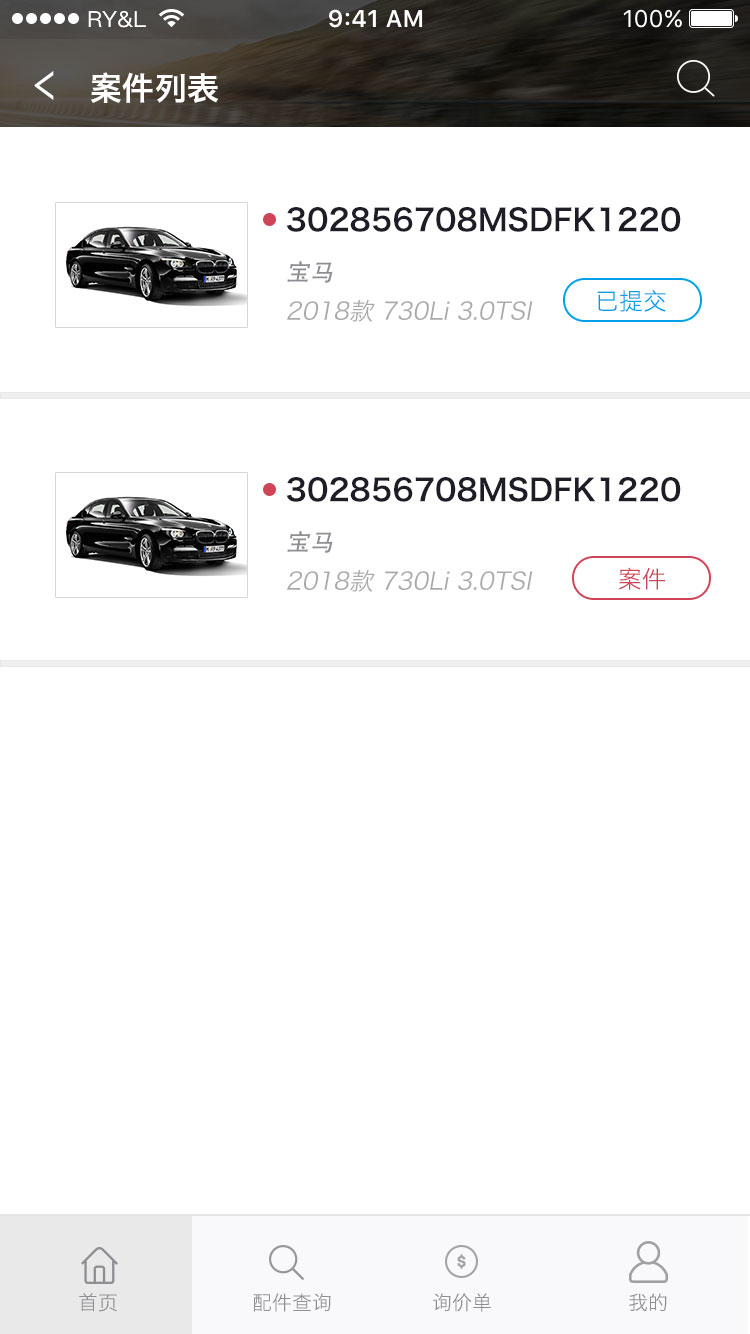 RY&L 9:41 AM 100%
案件列表
302856708MSDFK1220
宝马
2018款 730Li 3.0TSI
已提交
302856708MSDFK1220
宝马
2018款 730Li 3.0TSI
案件
首页 配件查询 询价单 我的